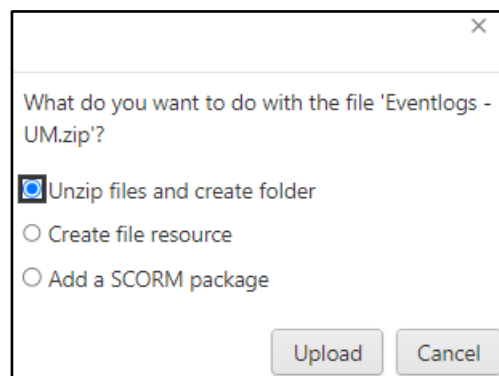 ×
What do you want to do with the file 'Eventlogs -
UM.zip'?
Unzip files and create folder
Create file resource
Add a SCORM package
Upload Cancel